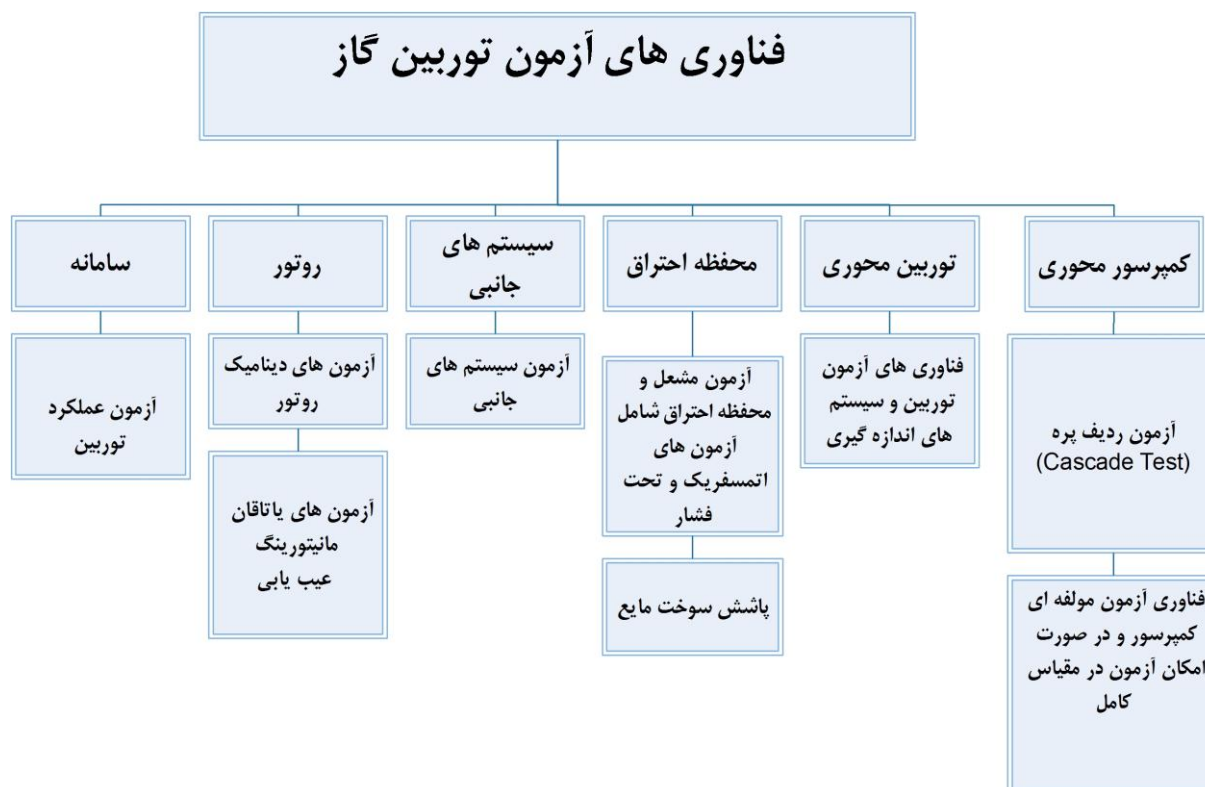 فناوری های آزمون توربین گاز
کمپرسور محوری
توربین محوری
محفظه احتراق
سیستم های
جانبی
روتور
سامانه
آزمون ردیف پره
(Cascade Test)
فناوری آزمون مولفه ای
کمپرسور و در صورت
امکان آزمون در مقیاس
کامل
فناوری های آزمون
توربین و سیستم
های اندازه گیری
آزمون مشعل و
محفظه احتراق شامل
آزمون های
اتمسفریک و تحت
فشار
پاشش سوخت مایع
آزمون سیستم های
جانبی
آزمون های دینامیک
روتور
آزمون های یاتاقان
مانیتورینگ
عیب یابی
آزمون عملکرد
توربین